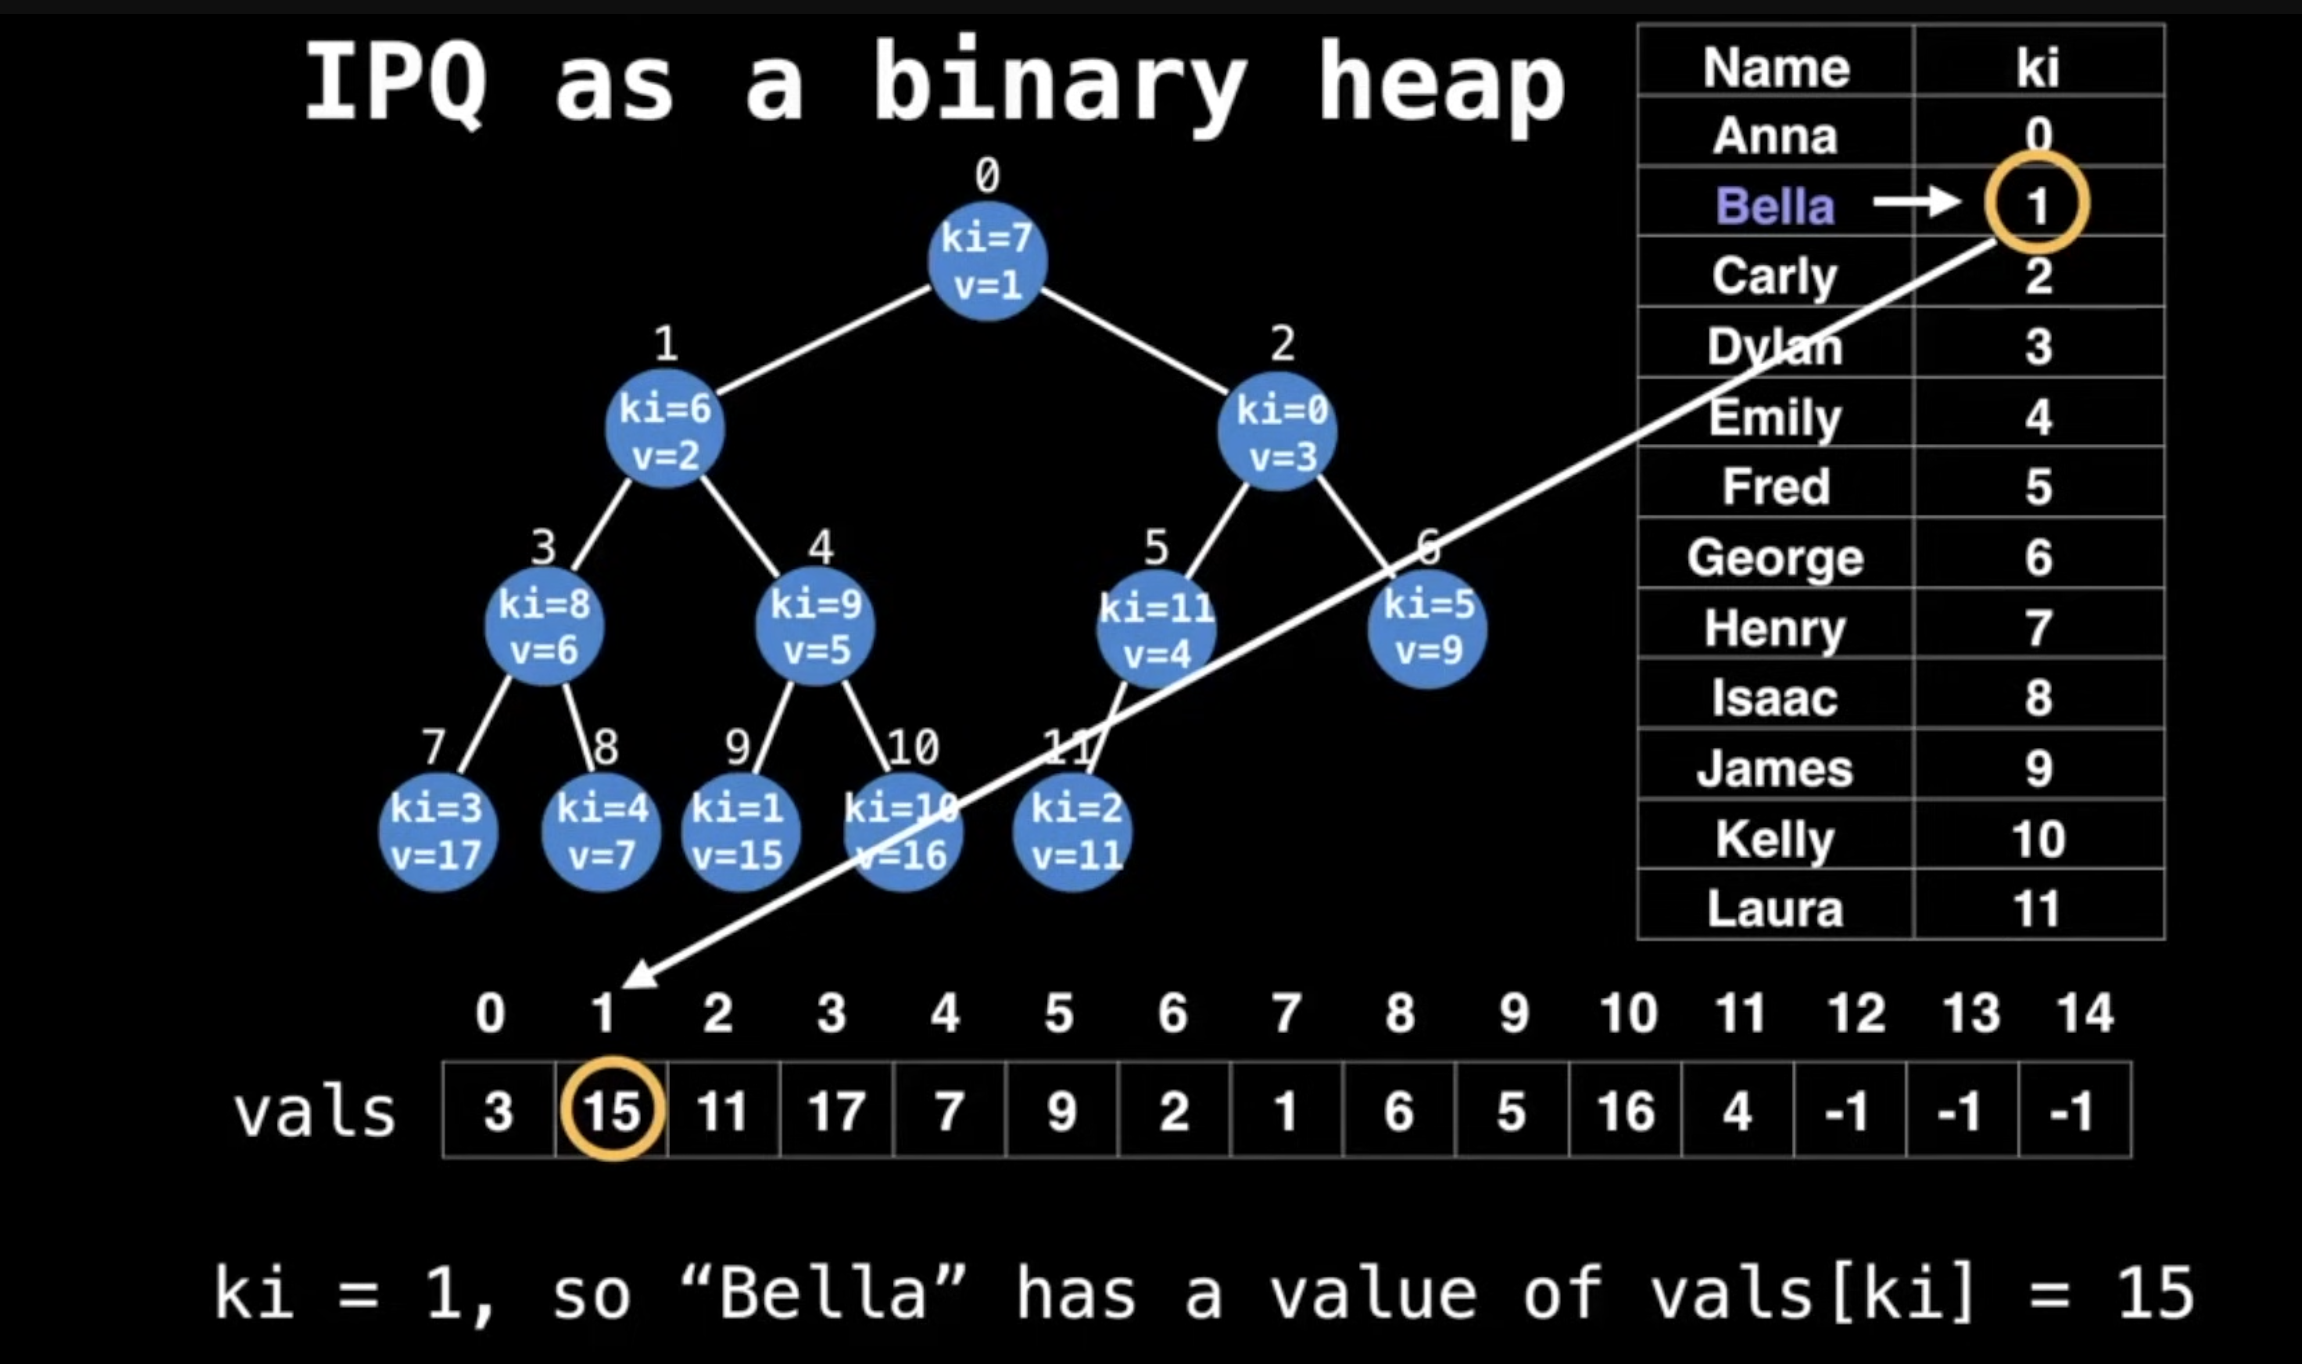 IPQ as a binary heap
Name ki
Anna 0
Bella 1
Carly 2
Dylan 3
Emily 4
Fred 5
George 6
Henry 7
Isaac 8
James 9
Kelly 10
Laura 11
0
ki=7
v=1
1
ki=6
v=2
2
ki=0
v=3
3
ki=8
v=6
4
ki=9
v=5
5
ki=11
v=4
6
ki=5
v=9
7
ki=3
v=17
8
ki=4
v=7
9
ki=1
v=15
10
ki=10
v=16
11
ki=2
v=11
0 1 2 3 4 5 6 7 8 9 10 11 12 13 14
vals 3 15 11 17 7 9 2 1 6 5 16 4 -1 -1 -1
ki = 1, so “Bella” has a value of vals[ki] = 15